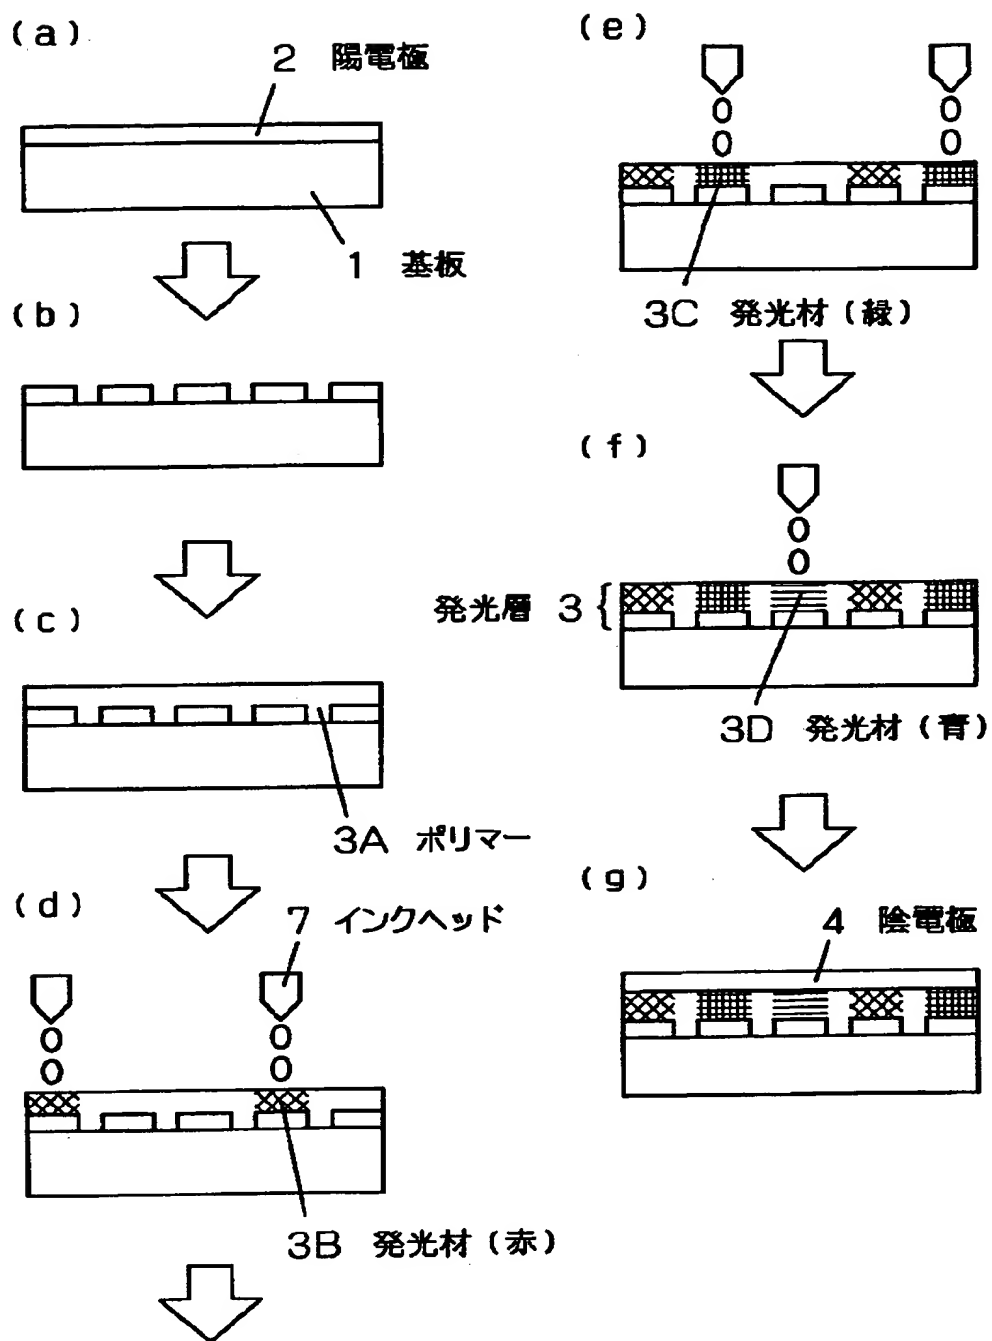 (a)
2 陽電極
1 基板
(b)
(c)
3A ポリマー
(d)
7 インクヘッド
3B 発光材(赤)
(e)
3C 発光材(緑)
(f)
発光層 3
3D 発光材(青)
(g)
4 陰電極